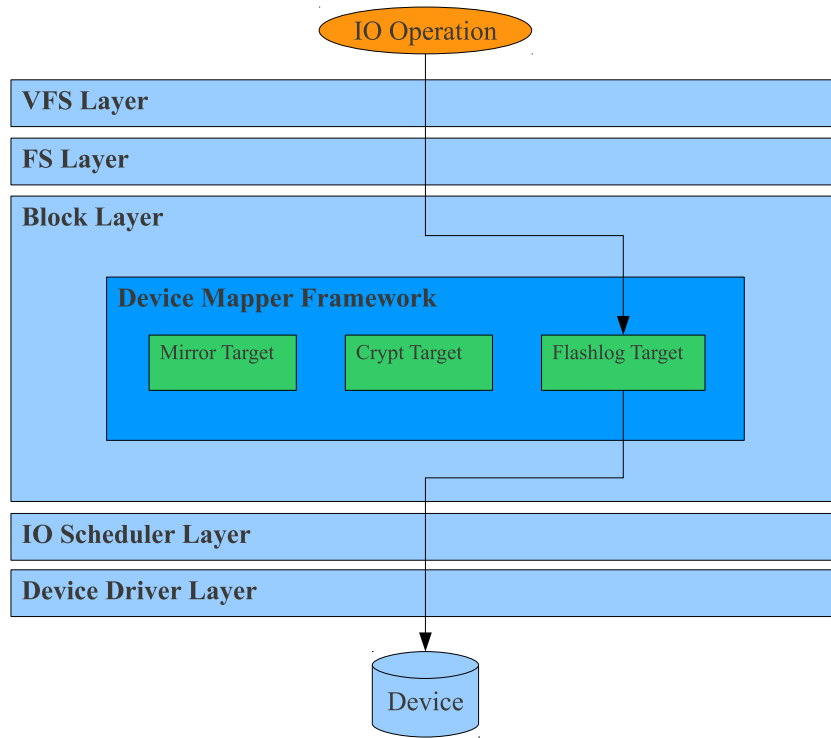 IO Operation
VFS Layer
FS Layer
Block Layer
Device Mapper Framework
Mirror Target
Crypt Target
Flashlog Target
IO Scheduler Layer
Device Driver Layer
Device